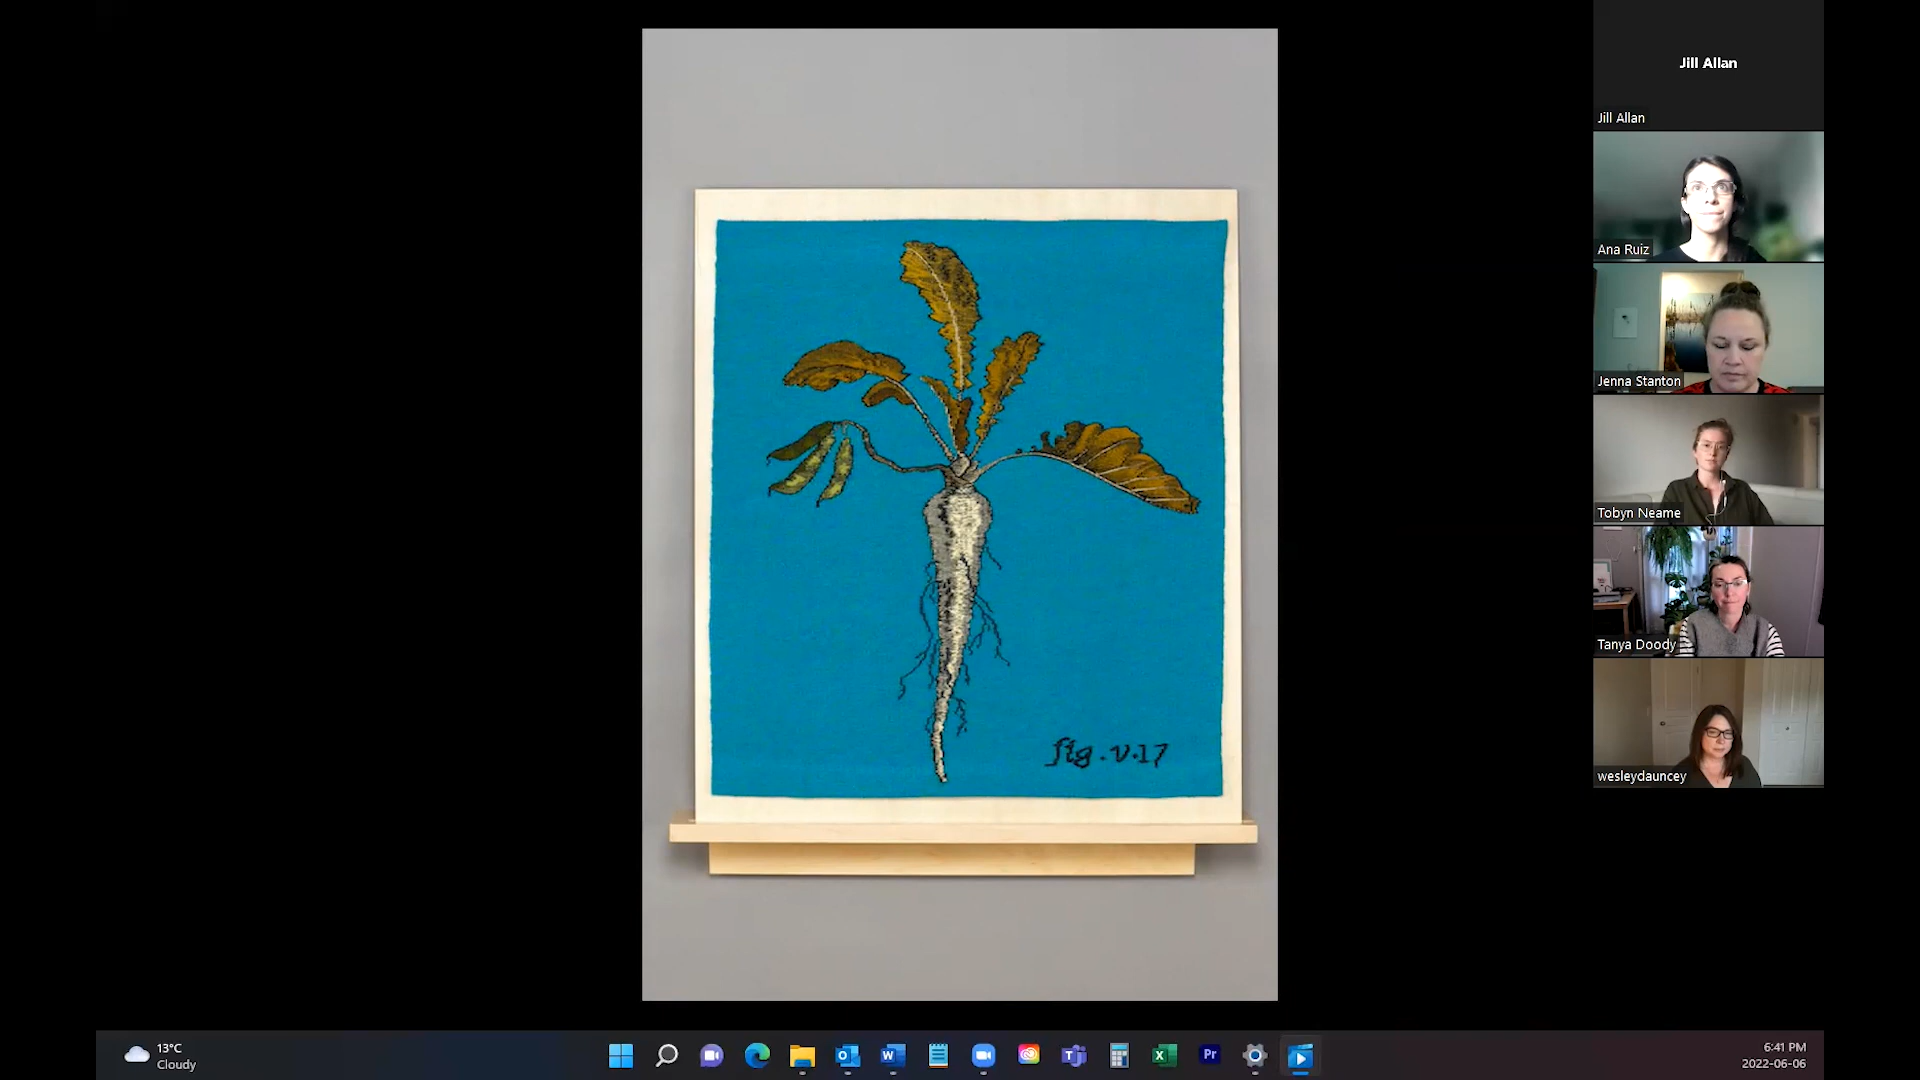 Jill Allan
Jill Allan
Ana Ruiz
Jenna Stanton
Tobyn Neame
Tanya Doody
wesleydauncey
fig. v. 17
13°C
Cloudy
6:41 PM
2022-06-06